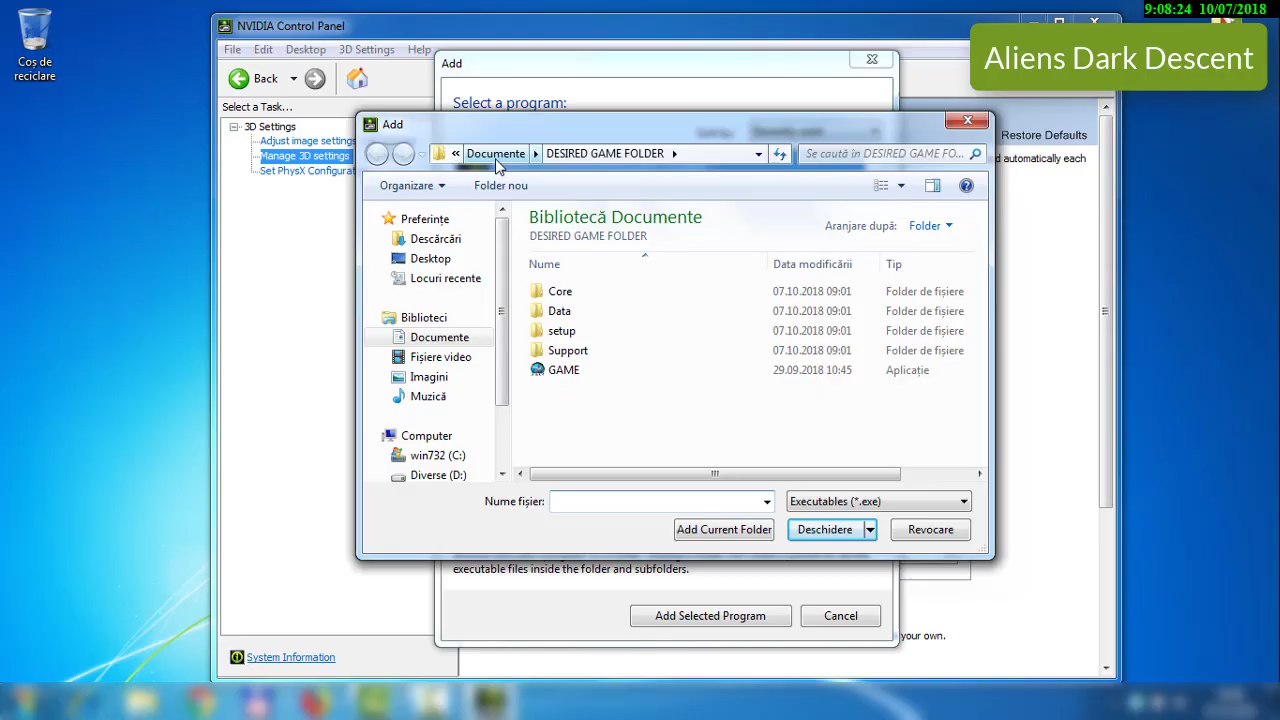 9:08:24 10/07/2018
Coș de
reciclare
NVIDIA Control Panel
File Edit Desktop 3D Settings Help
Aliens Dark Descent
Back
Add
Select a Task...
Select a program:
3D Settings
Adjust image settings
Manage 3D settings
Set PhysX Configura
Restore Defaults
d automatically each
Add
« Documente DESIRED GAME FOLDER
Se caută în DESIRED GAME FO...
Organizare Folder nou
Preferințe
Descărcări
Desktop
Locuri recente
Biblioteci
Documente
Fișiere video
Imagini
Muzică
Computer
win732 (C:)
Diverse (D:)
Bibliotecă Documente
DESIRED GAME FOLDER
Aranjare după: Folder
Nume Data modificării Tip
Core 07.10.2018 09:01 Folder de fișiere
Data 07.10.2018 09:01 Folder de fișiere
setup 07.10.2018 09:01 Folder de fișiere
Support 07.10.2018 09:01 Folder de fișiere
GAME 29.09.2018 10:45 Aplicație
Nume fișier: Executables (*.exe)
Add Current Folder Deschidere Revocare
executable files inside the folder and subfolders.
Add Selected Program Cancel
your own.
System Information